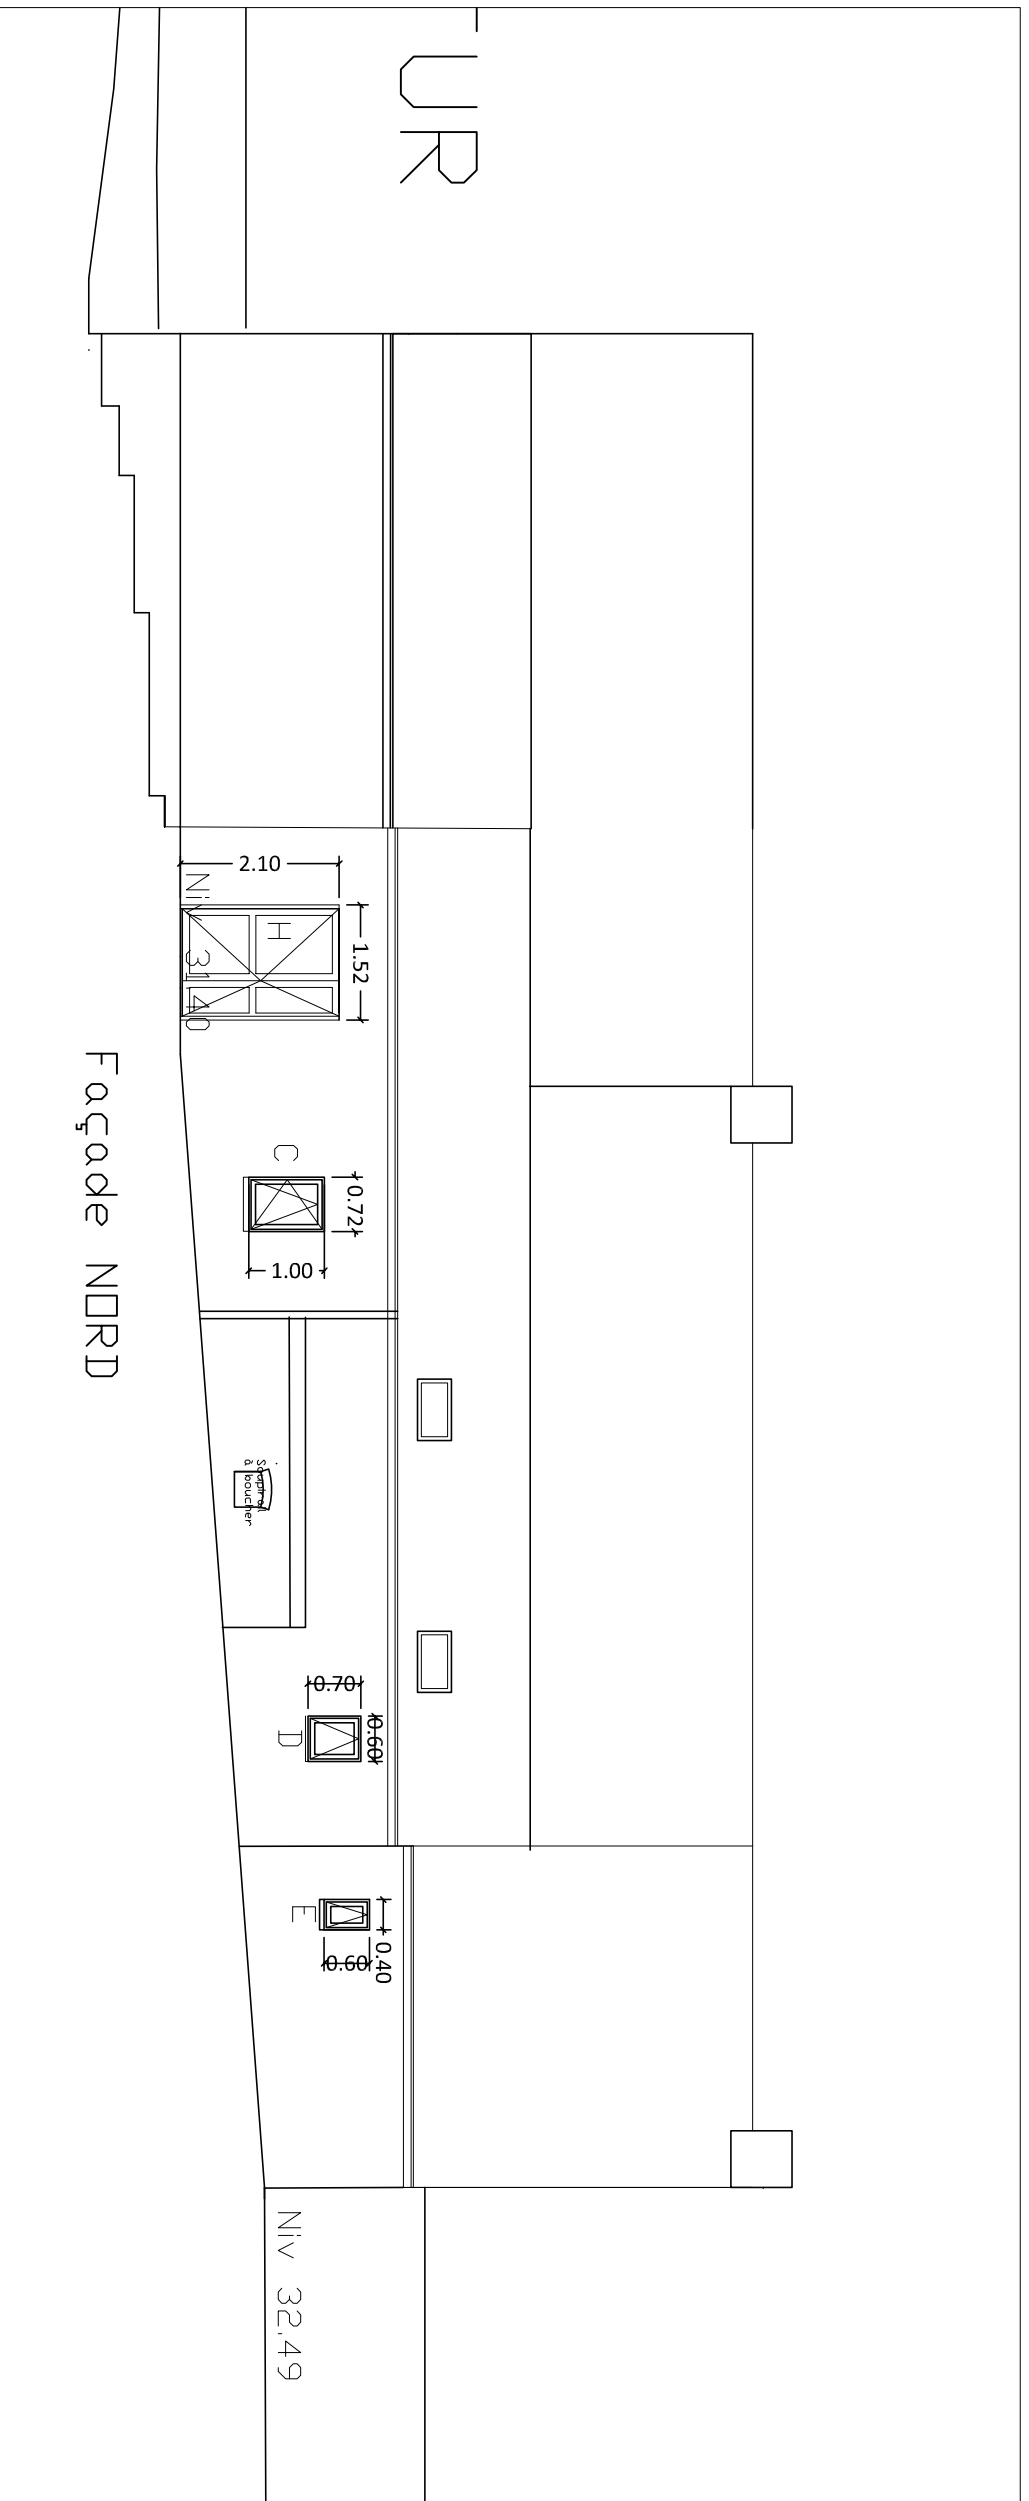 UR
2.10
1.52
H
Niv 31.40
C
0.72
1.00
Soupirail
à boucher
0.70
0.60
D
E
0.40
0.60
Niv 32.49
Façade NORD